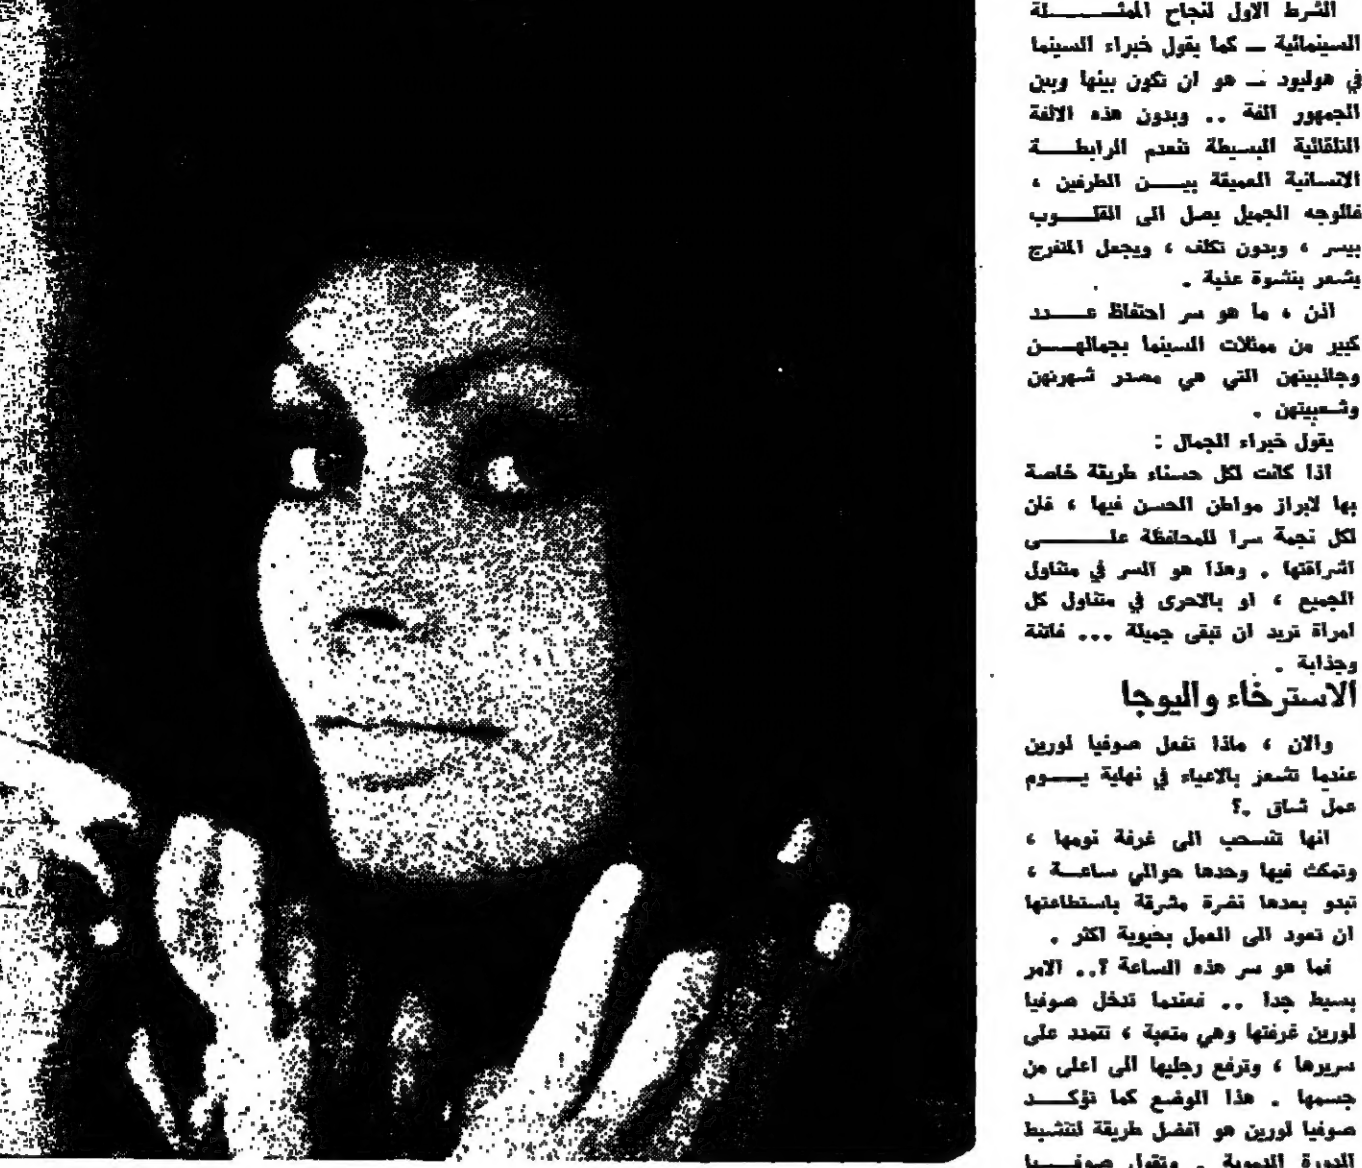 الشرط الاول لنجاح الممثلة
السينمائية ــ كما يقول خبراء السينما
في هوليود ــ هو ان تكون بينها وبين
الجمهور الفة .. وبدون هذه الالفة
التلقائية البسيطة تنعدم الرابطة
الانسانية العميقة بين الطرفين ،
فالوجه الجميل يصل الى القلوب
بيسر ، وبدون تكلف ، ويجعل المتفرج
يشعر بنشوة عذبة .
اذن ، ما هو سر احتفاظ عدد
كبير من ممثلات السينما بجمالهن
وجاذبيتهن التي هي مصدر شهرتهن
وشعبيتهن .
يقول خبراء الجمال :
اذا كانت لكل حسناء طريقة خاصة
بها لابراز مواطن الحسن فيها ، فان
لكل نجمة سرا للمحافظة على
اشراقتها . وهذا هو السر في متناول
الجميع ، او بالاحرى في متناول كل
امراة تريد ان تبقى جميلة ... فاتنة
وجذابة .
الاسترخاء واليوجا
والان ، ماذا تفعل صوفيا لورين
عندما تشعر بالاعياء في نهاية يوم
عمل شاق .؟
انها تنسحب الى غرفة نومها ،
وتمكث فيها وحدها حوالي ساعة ،
تبدو بعدها نضرة مشرقة باستطاعتها
ان تعود الى العمل بحيوية اكثر .
فما هو سر هذه الساعة ؟.. الامر
بسيط جدا .. فعندما تدخل صوفيا
لورين غرفتها وهي متعبة ، تتمدد على
سريرها ، وترفع رجليها الى اعلى من
جسمها . هذا الوضع كما تؤكد
صوفيا لورين هو افضل طريقة لتنشيط
الدورة الدموية . وتقول صوفيا